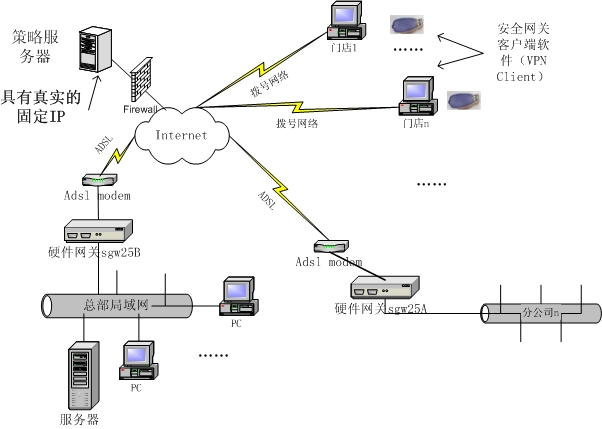 策略服
务器
具有真实的
固定IP
Firewall
门店1
……
安全网关
客户端软
件（VPN
Client）
拨号网络
门店n
拨号网络
Internet
……
ADSL
Adsl modem
ADSL
硬件网关sgw25B
Adsl modem
总部局域网
PC
硬件网关sgw25A
分公司n
PC
……
服务器